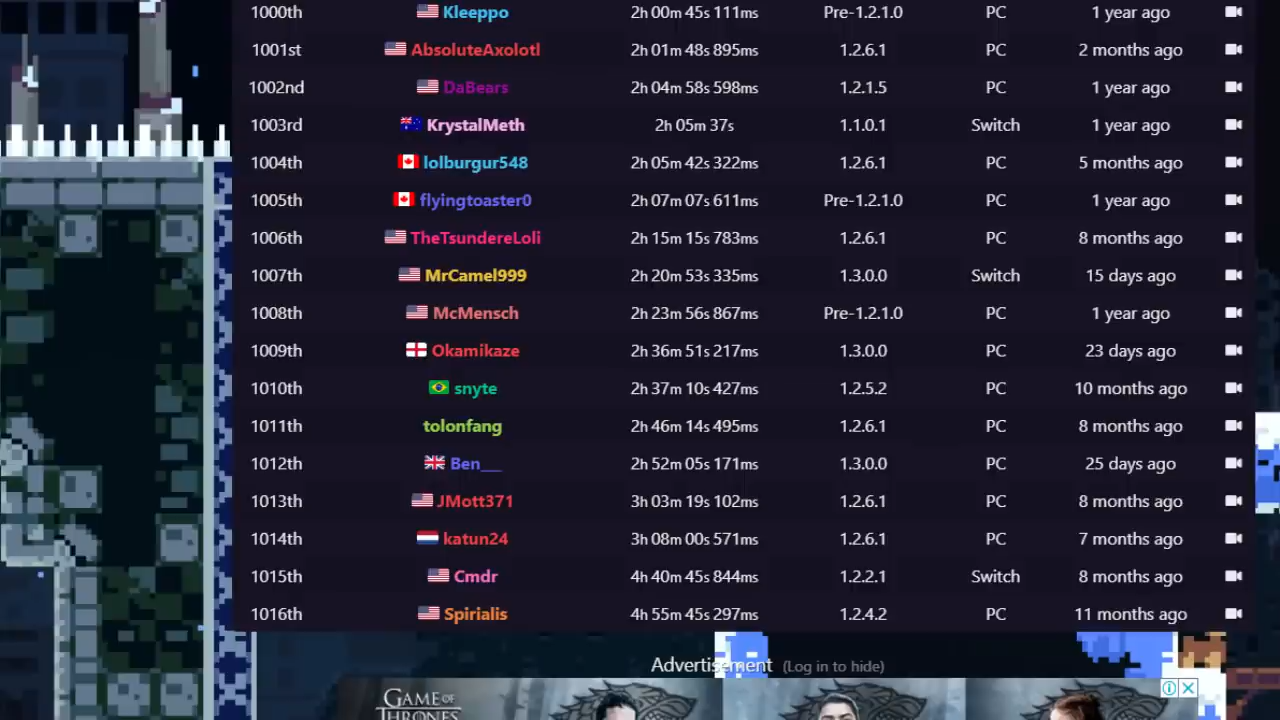 1000th Kleeppo 2h 00m 45s 111ms Pre-1.2.1.0 PC 1 year ago
1001st AbsoluteAxolotl 2h 01m 48s 895ms 1.2.6.1 PC 2 months ago
1002nd DaBears 2h 04m 58s 598ms 1.2.1.5 PC 1 year ago
1003rd KrystalMeth 2h 05m 37s 1.1.0.1 Switch 1 year ago
1004th lolburgur548 2h 05m 42s 322ms 1.2.6.1 PC 5 months ago
1005th flyingtoaster0 2h 07m 07s 611ms Pre-1.2.1.0 PC 1 year ago
1006th TheTsundereLoli 2h 15m 15s 783ms 1.2.6.1 PC 8 months ago
1007th MrCamel999 2h 20m 53s 335ms 1.3.0.0 Switch 15 days ago
1008th McMensch 2h 23m 56s 867ms Pre-1.2.1.0 PC 1 year ago
1009th Okamikaze 2h 36m 51s 217ms 1.3.0.0 PC 23 days ago
1010th snyte 2h 37m 10s 427ms 1.2.5.2 PC 10 months ago
1011th tolonfang 2h 46m 14s 495ms 1.2.6.1 PC 8 months ago
1012th Ben___ 2h 52m 05s 171ms 1.3.0.0 PC 25 days ago
1013th JMott371 3h 03m 19s 102ms 1.2.6.1 PC 8 months ago
1014th katun24 3h 08m 00s 571ms 1.2.6.1 PC 7 months ago
1015th Cmdr 4h 40m 45s 844ms 1.2.2.1 Switch 8 months ago
1016th Spirialis 4h 55m 45s 297ms 1.2.4.2 PC 11 months ago
Advertisement (Log in to hide)
GAME OF
THRONES